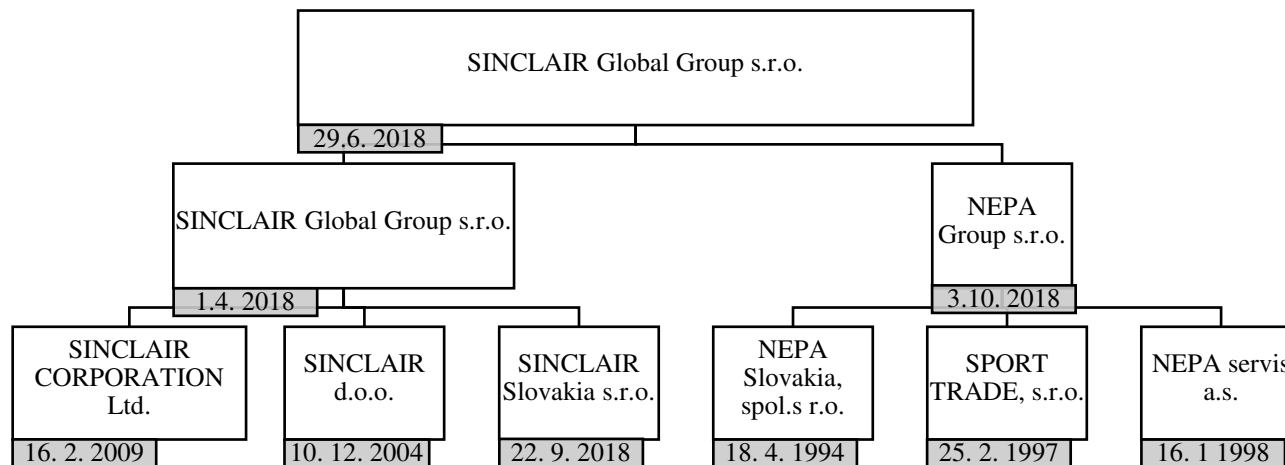 SINCLAIR Global Group s.r.o.
29.6. 2018
SINCLAIR Global Group s.r.o.
1.4. 2018
NEPA
Group s.r.o.
3.10. 2018
SINCLAIR
CORPORATION
Ltd.
16. 2. 2009
SINCLAIR
d.o.o.
10. 12. 2004
SINCLAIR
Slovakia s.r.o.
22. 9. 2018
NEPA
Slovakia,
spol.s r.o.
18. 4. 1994
SPORT
TRADE, s.r.o.
25. 2. 1997
NEPA servis
a.s.
16. 1 1998